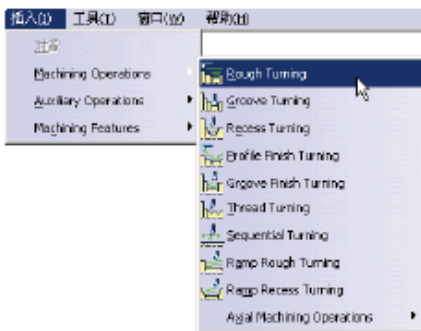 插入(I) 工具(T) 窗口(W) 帮助(H)
对象
Machining Operations
Auxiliary Operations
Machining Features
Rough Turning
Groove Turning
Recess Turning
Profile Finish Turning
Groove Finish Turning
Thread Turning
Sequential Turning
Ramp Rough Turning
Ramp Recess Turning
Axial Machining Operations